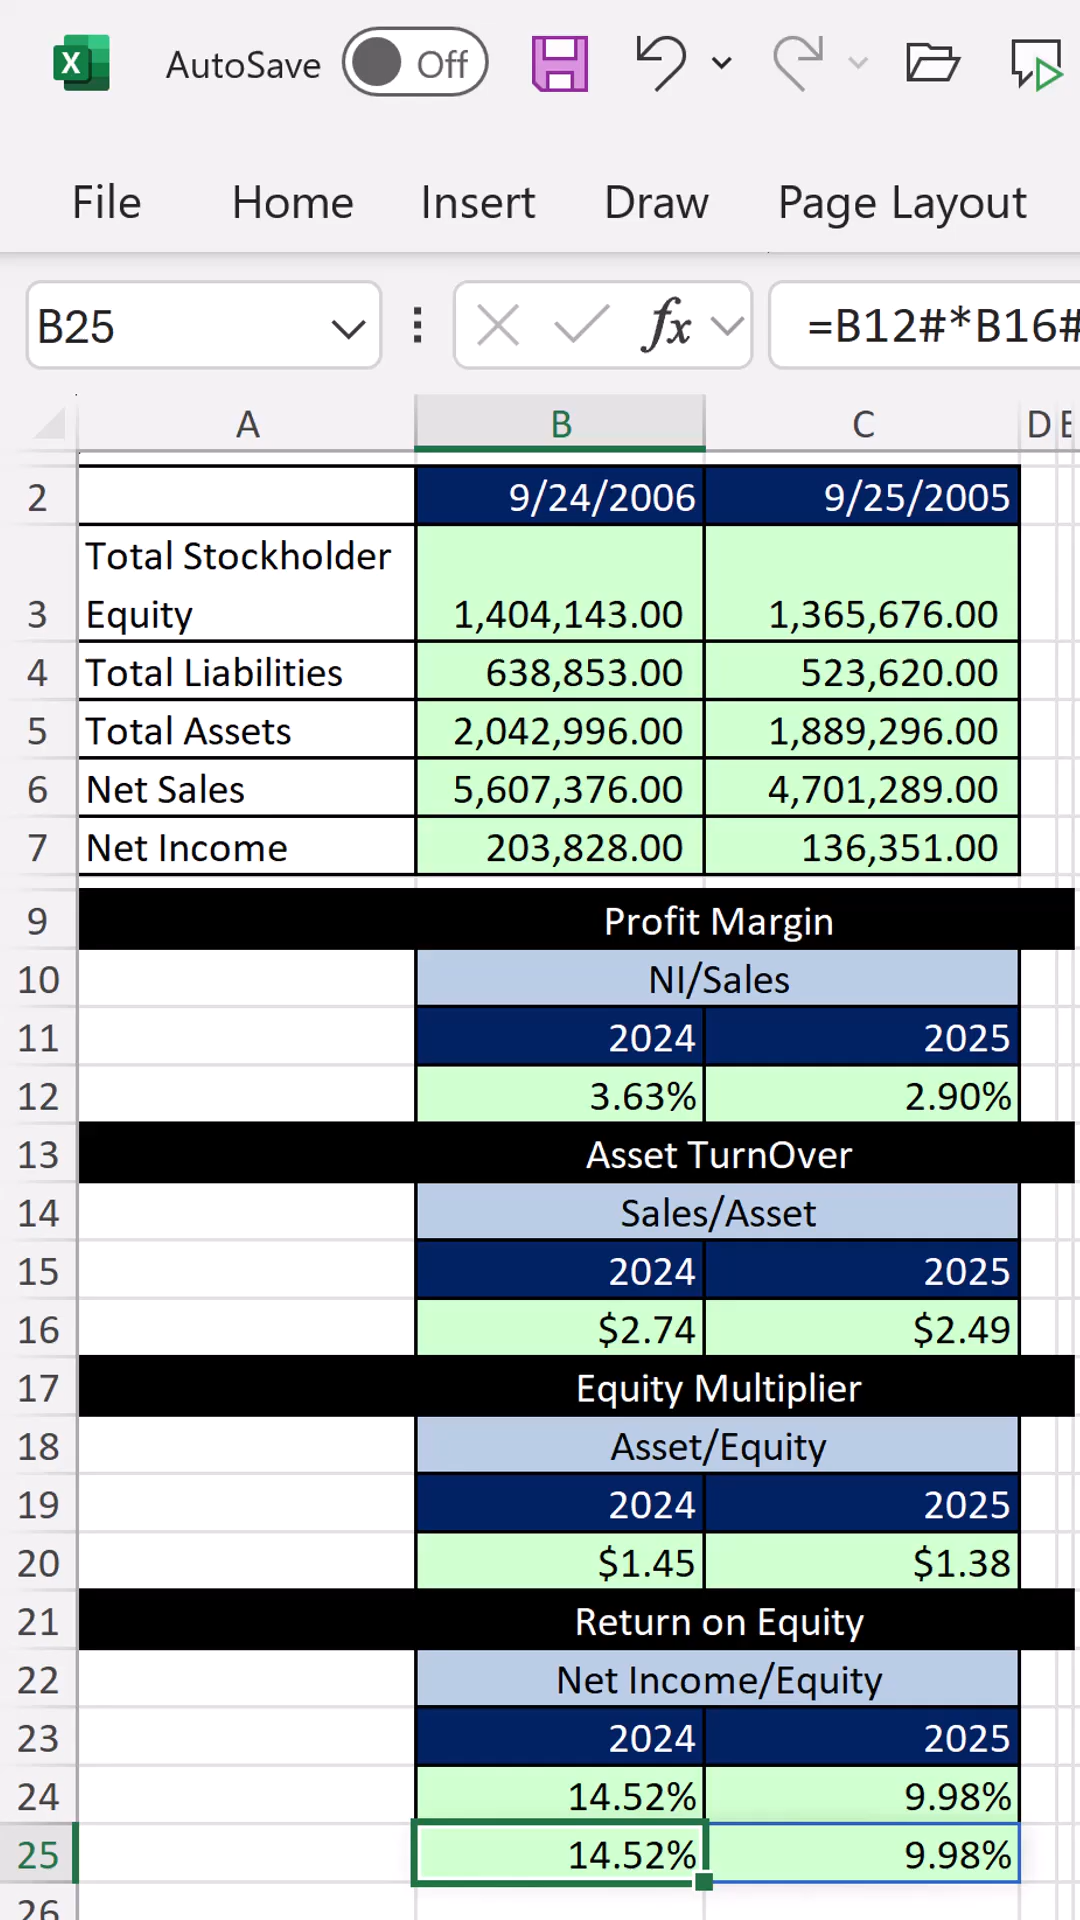 X AutoSave Off
File Home Insert Draw Page Layout
B25 fx =B12#*B16#
A B C D E
2 9/24/2006 9/25/2005
Total Stockholder
3 Equity 1,404,143.00 1,365,676.00
4 Total Liabilities 638,853.00 523,620.00
5 Total Assets 2,042,996.00 1,889,296.00
6 Net Sales 5,607,376.00 4,701,289.00
7 Net Income 203,828.00 136,351.00
9 Profit Margin
10 NI/Sales
11 2024 2025
12 3.63% 2.90%
13 Asset TurnOver
14 Sales/Asset
15 2024 2025
16 $2.74 $2.49
17 Equity Multiplier
18 Asset/Equity
19 2024 2025
20 $1.45 $1.38
21 Return on Equity
22 Net Income/Equity
23 2024 2025
24 14.52% 9.98%
25 14.52% 9.98%
26